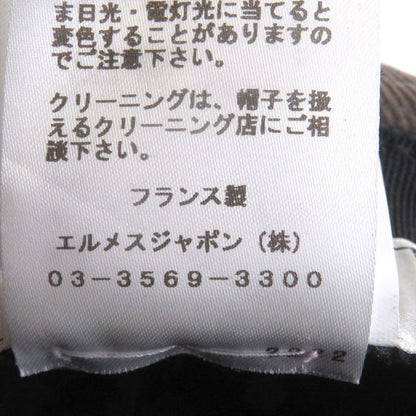 ま日光・電灯光に当てると
変色することがありますの
でご注意下さい。
クリーニングは、帽子を扱
えるクリーニング店にご相
談下さい。
フランス製
エルメスジャポン（株）
03-3569-3300